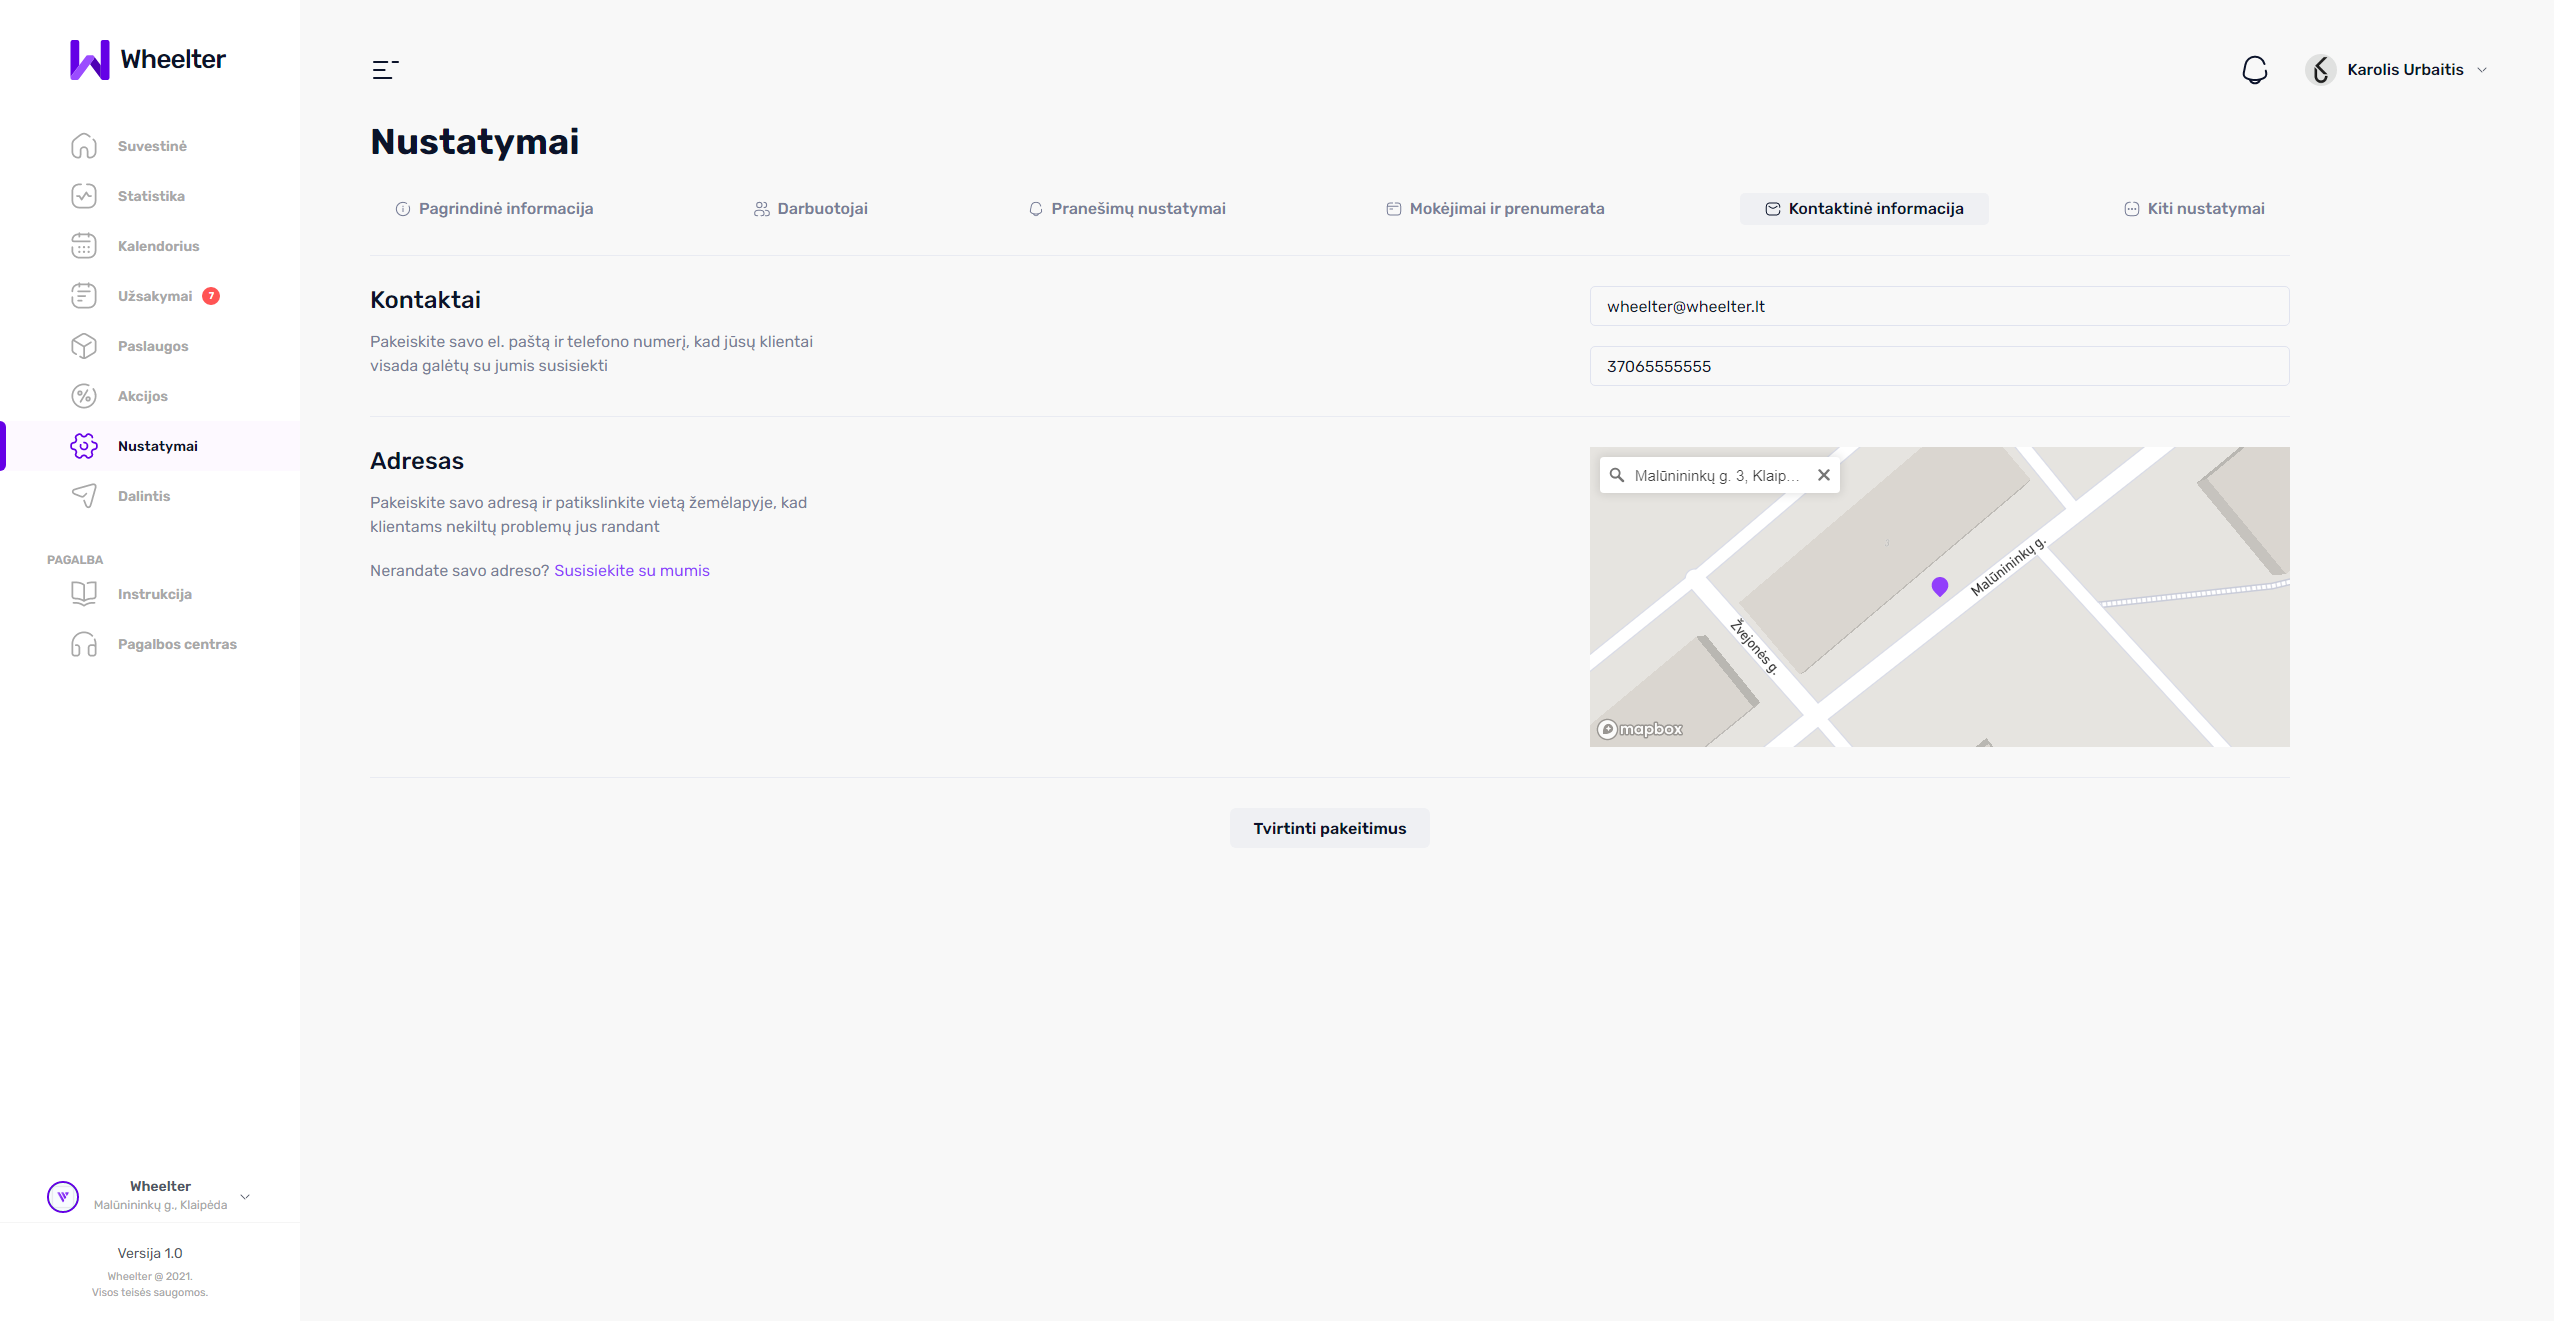 Wheelter
Suvestinė
Statistika
Kalendorius
Užsakymai 7
Paslaugos
Akcijos
Nustatymai
Dalintis
PAGALBA
Instrukcija
Pagalbos centras
Wheelter
Malūnininkų g., Klaipėda
Versija 1.0
Wheelter @ 2021.
Visos teisės saugomos.
Karolis Urbaitis
Nustatymai
Pagrindinė informacija
Darbuotojai
Pranešimų nustatymai
Mokėjimai ir prenumerata
Kontaktinė informacija
Kiti nustatymai
Kontaktai
Pakeiskite savo el. paštą ir telefono numerį, kad jūsų klientai
visada galėtų su jumis susisiekti
wheelter@wheelter.lt
37065555555
Adresas
Pakeiskite savo adresą ir patikslinkite vietą žemėlapyje, kad
klientams nekiltų problemų jus randant
Nerandate savo adreso? Susisiekite su mumis
Malūnininkų g. 3, Klaip...
Malūnininkų g.
Žvejonės g.
mapbox
Tvirtinti pakeitimus